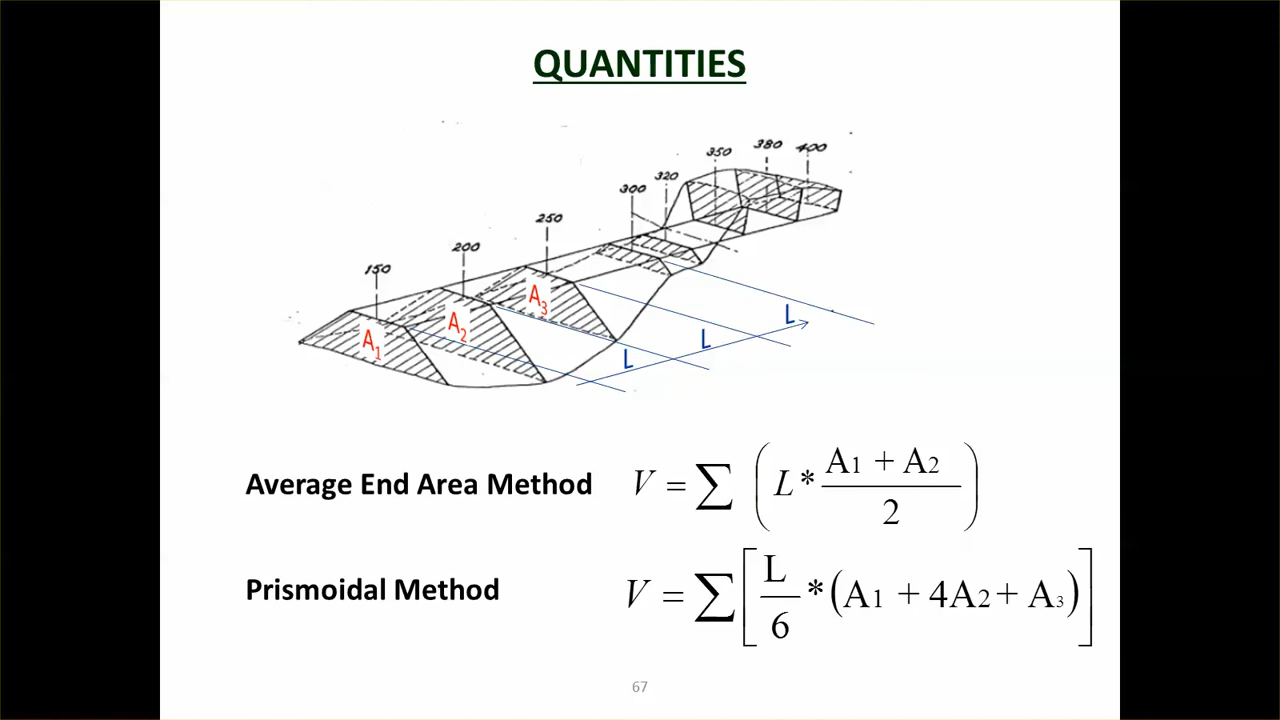 QUANTITIES
150 200 250 300 320 350 380 400
A₁ A₂ A₃
L L L
Average End Area Method V = ∑ (L * (A1 + A2) / 2)
Prismoidal Method V = ∑ [L / 6 * (A1 + 4A2 + A3)]
67